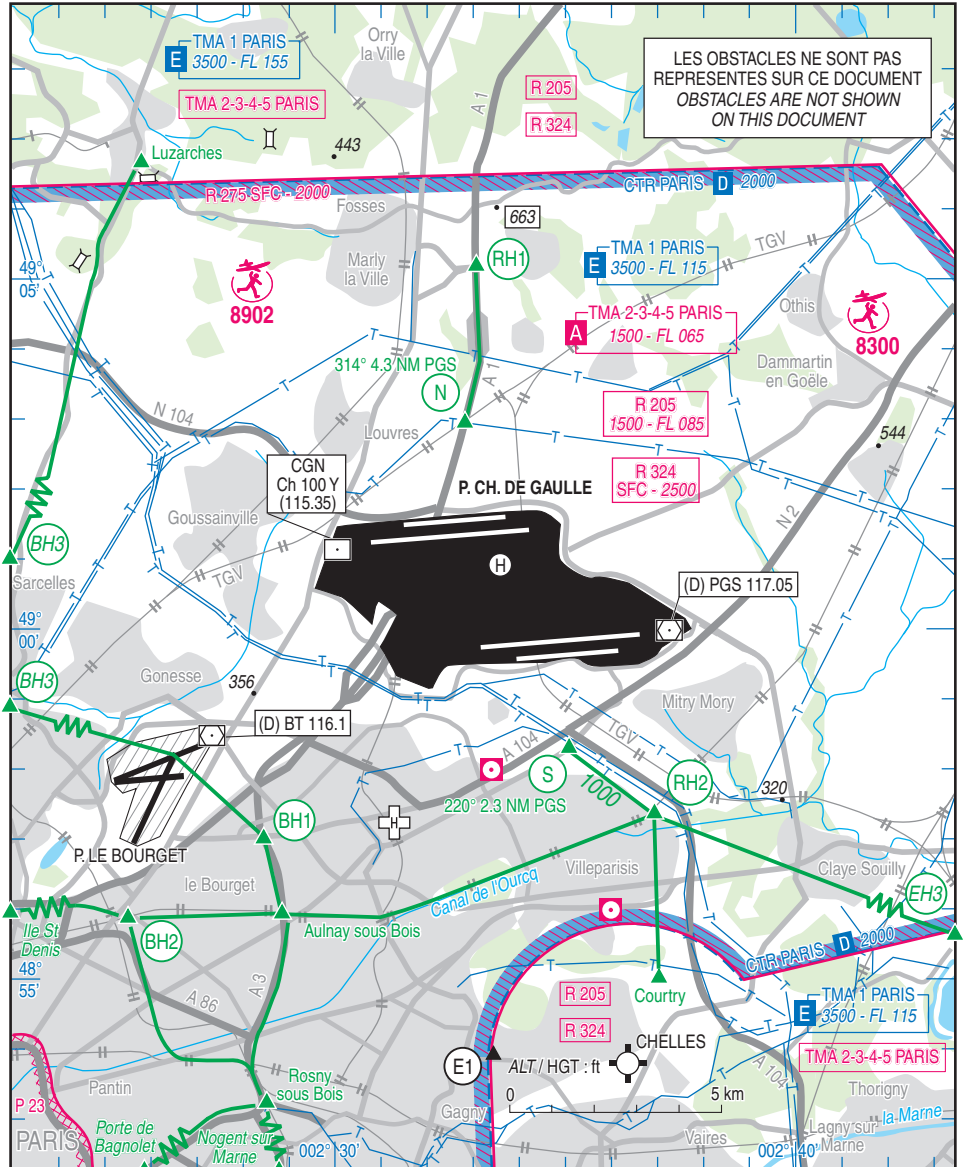 TMA 1 PARIS
E
3500 - FL 155
TMA 2-3-4-5 PARIS
Orry
la Ville
A 1
R 205
R 324
LES OBSTACLES NE SONT PAS
REPRESENTES SUR CE DOCUMENT
OBSTACLES ARE NOT SHOWN
ON THIS DOCUMENT
443
Luzarches
R 275 SFC - 2000
CTR PARIS D 2000
Fosses
663
TGV
49°
05'
8902
Marly
la Ville
RH1
TMA 1 PARIS
E
3500 - FL 115
Othis
8300
TMA 2-3-4-5 PARIS
A
1500 - FL 065
Dammartin
en Goële
314° 4.3 NM PGS
N
A 1
R 205
1500 - FL 085
N 104
Louvres
544
CGN
Ch 100 Y
(115.35)
P. CH. DE GAULLE
R 324
SFC - 2500
N 2
Goussainville
BH3
H
TGV
Sarcelles
(D) PGS 117.05
49°
00'
BH3
Gonesse
356
Mitry Mory
(D) BT 116.1
A 104
TGV
S
RH2
1000
220° 2.3 NM PGS
320
BH1
H
P. LE BOURGET
Villeparisis
Claye Souilly
le Bourget
Canal de l'Ourcq
EH3
Ile St
Denis
BH2
Aulnay sous Bois
CTR PARIS D 2000
48°
55'
A 86
A 3
R 205
Courtry
TMA 1 PARIS
E
3500 - FL 115
R 324
CHELLES
E1
ALT / HGT : ft
TMA 2-3-4-5 PARIS
A 104
0
5 km
Pantin
Rosny
sous Bois
Thorigny
P 23
Gagny
la Marne
PARIS
Porte de
Bagnolet
Nogent sur
Marne
002° 30'
Vaires
002° 40'
Lagny sur
Marne